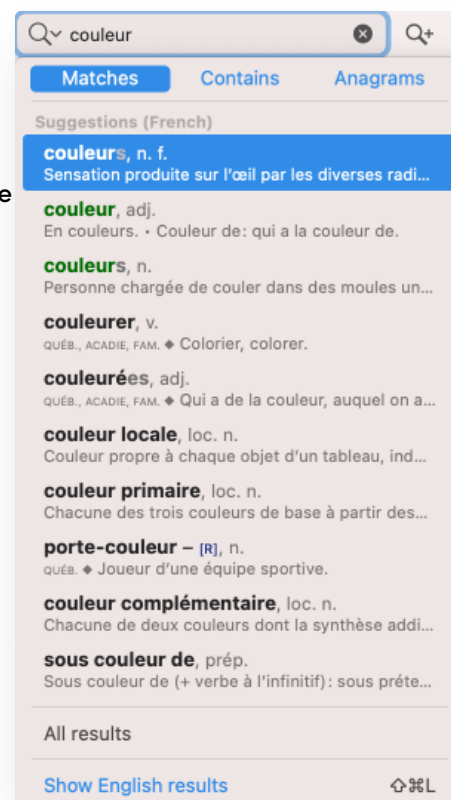 couleur
Matches Contains Anagrams
Suggestions (French)
couleurs, n. f.
Sensation produite sur l'œil par les diverses radi...
e
couleur, adj.
En couleurs. • Couleur de : qui a la couleur de.
couleurs, n.
Personne chargée de couler dans des moules un...
couleurer, v.
QUÉB., ACADIE, FAM. ◆ Colorier, colorer.
couleurées, adj.
QUÉB., ACADIE, FAM. ◆ Qui a de la couleur, auquel on a...
couleur locale, loc. n.
Couleur propre à chaque objet d'un tableau, ind...
couleur primaire, loc. n.
Chacune des trois couleurs de base à partir des...
porte-couleur – [R], n.
QUÉB. ◆ Joueur d'une équipe sportive.
couleur complémentaire, loc. n.
Chacune de deux couleurs dont la synthèse addi...
sous couleur de, prép.
Sous couleur de (+ verbe à l'infinitif) : sous préte...
All results
Show English results ⇧⌘L